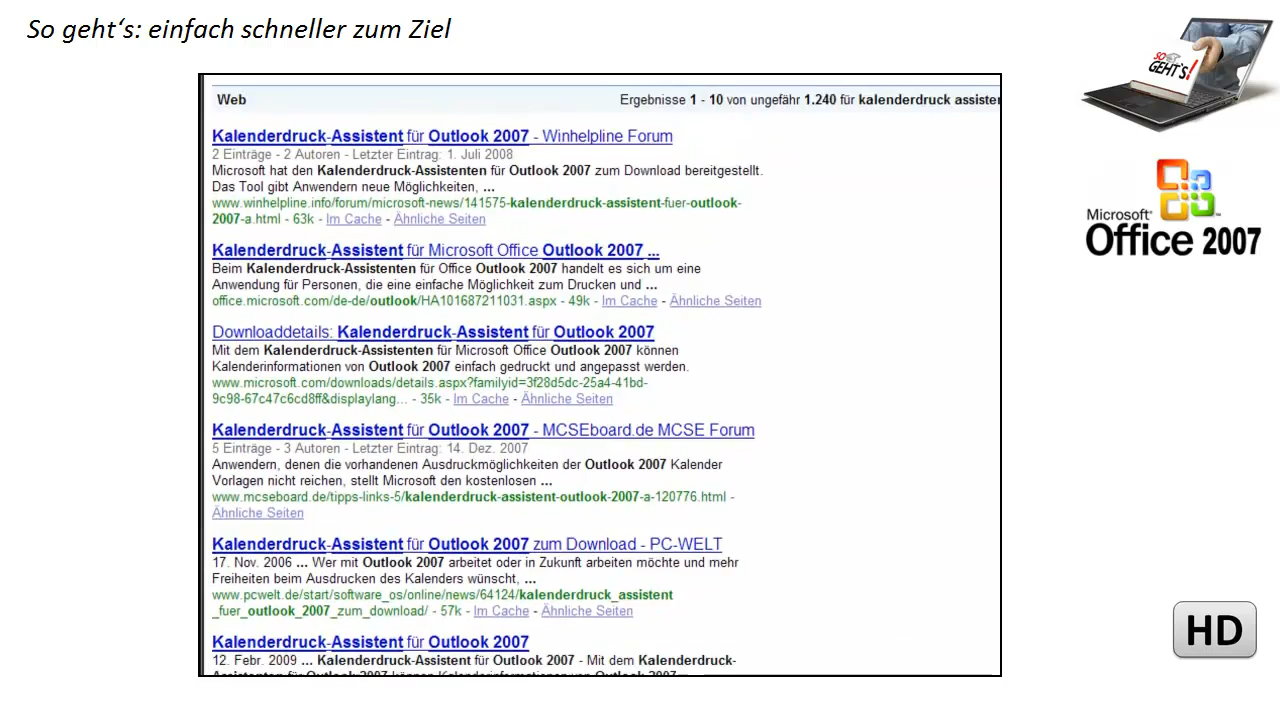 So geht‘s: einfach schneller zum Ziel
SO
GEHT'S!
Web
Ergebnisse 1 - 10 von ungefähr 1.240 für kalenderdruck
Kalenderdruck-Assistent für Outlook 2007 - Winhelpline Forum
2 Einträge - 2 Autoren - Letzter Eintrag: 1. Juli 2008
Microsoft hat den Kalenderdruck-Assistenten für Outlook 2007 zum Download bereitgestellt.
Das Tool gibt Anwendern neue Möglichkeiten, ...
www.winhelpline.info/forum/microsoft-news/141575-kalenderdruck-assistent-fuer-outlook-
2007-a.html - 63k - Im Cache - Ähnliche Seiten
Kalenderdruck-Assistent für Microsoft Office Outlook 2007 ...
Beim Kalenderdruck-Assistenten für Office Outlook 2007 handelt es sich um eine
Anwendung für Personen, die eine einfache Möglichkeit zum Drucken und ...
office.microsoft.com/de-de/outlook/HA101687211031.aspx - 49k - Im Cache - Ähnliche Seiten
Downloaddetails: Kalenderdruck-Assistent für Outlook 2007
Mit dem Kalenderdruck-Assistenten für Microsoft Office Outlook 2007 können
Kalenderinformationen von Outlook 2007 einfach gedruckt und angepasst werden.
www.microsoft.com/downloads/details.aspx?familyid=3f28d5dc-25a4-41bd-
9c98-67c47c6cd8ff&displaylang... - 35k - Im Cache - Ähnliche Seiten
Kalenderdruck-Assistent für Outlook 2007 - MCSEboard.de MCSE Forum
5 Einträge - 3 Autoren - Letzter Eintrag: 14. Dez. 2007
Anwendern, denen die vorhandenen Ausdruckmöglichkeiten der Outlook 2007 Kalender
Vorlagen nicht reichen, stellt Microsoft den kostenlosen ...
www.mcseboard.de/tipps-links-5/kalenderdruck-assistent-outlook-2007-a-120776.html -
Ähnliche Seiten
Kalenderdruck-Assistent für Outlook 2007 zum Download - PC-WELT
17. Nov. 2006 ... Wer mit Outlook 2007 arbeitet oder in Zukunft arbeiten möchte und mehr
Freiheiten beim Ausdrucken des Kalenders wünscht, ...
www.pcwelt.de/start/software_os/online/news/64124/kalenderdruck_assistent
_fuer_outlook_2007_zum_download/ - 57k - Im Cache - Ähnliche Seiten
Kalenderdruck-Assistent für Outlook 2007
12. Febr. 2009 ... Kalenderdruck-Assistent für Outlook 2007 - Mit dem Kalenderdruck-
Assistenten für Outlook 2007 können Kalenderinformationen von Outlook 2007
Microsoft
Office 2007
HD